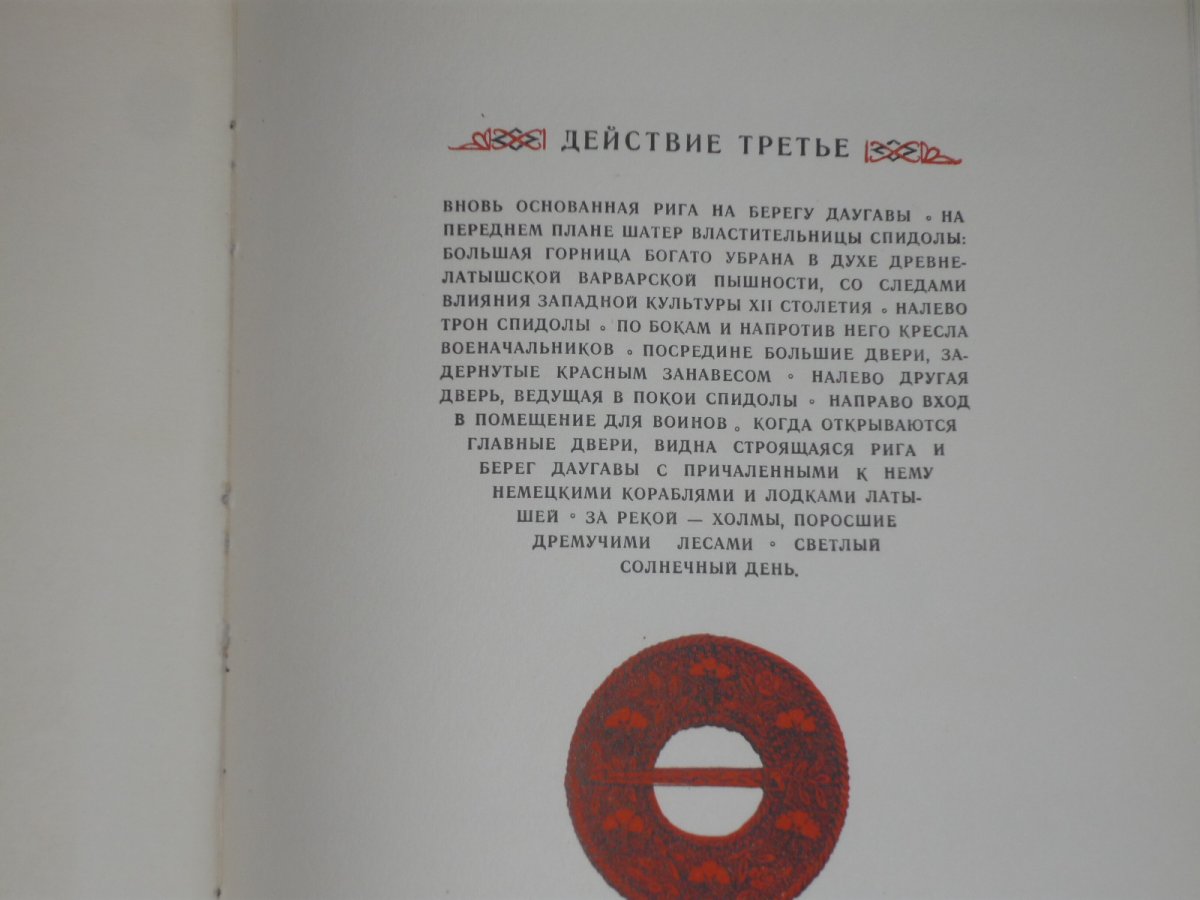 ДЕЙСТВИЕ ТРЕТЬЕ
ВНОВЬ ОСНОВАННАЯ РИГА НА БЕРЕГУ ДАУГАВЫ ∘ НА
ПЕРЕДНЕМ ПЛАНЕ ШАТЕР ВЛАСТИТЕЛЬНИЦЫ СПИДОЛЫ:
БОЛЬШАЯ ГОРНИЦА БОГАТО УБРАНА В ДУХЕ ДРЕВНЕ-
ЛАТЫШСКОЙ ВАРВАРСКОЙ ПЫШНОСТИ, СО СЛЕДАМИ
ВЛИЯНИЯ ЗАПАДНОЙ КУЛЬТУРЫ XII СТОЛЕТИЯ ∘ НАЛЕВО
ТРОН СПИДОЛЫ ∘ ПО БОКАМ И НАПРОТИВ НЕГО КРЕСЛА
ВОЕНАЧАЛЬНИКОВ ∘ ПОСРЕДИНЕ БОЛЬШИЕ ДВЕРИ, ЗА-
ДЕРНУТЫЕ КРАСНЫМ ЗАНАВЕСОМ ∘ НАЛЕВО ДРУГАЯ
ДВЕРЬ, ВЕДУЩАЯ В ПОКОИ СПИДОЛЫ ∘ НАПРАВО ВХОД
В ПОМЕЩЕНИЕ ДЛЯ ВОИНОВ ∘ КОГДА ОТКРЫВАЮТСЯ
ГЛАВНЫЕ ДВЕРИ, ВИДНА СТРОЯЩАЯСЯ РИГА И
БЕРЕГ ДАУГАВЫ С ПРИЧАЛЕННЫМИ К НЕМУ
НЕМЕЦКИМИ КОРАБЛЯМИ И ЛОДКАМИ ЛАТЫ-
ШЕЙ ∘ ЗА РЕКОЙ — ХОЛМЫ, ПОРОСШИЕ
ДРЕМУЧИМИ ЛЕСАМИ ∘ СВЕТЛЫЙ
СОЛНЕЧНЫЙ ДЕНЬ.